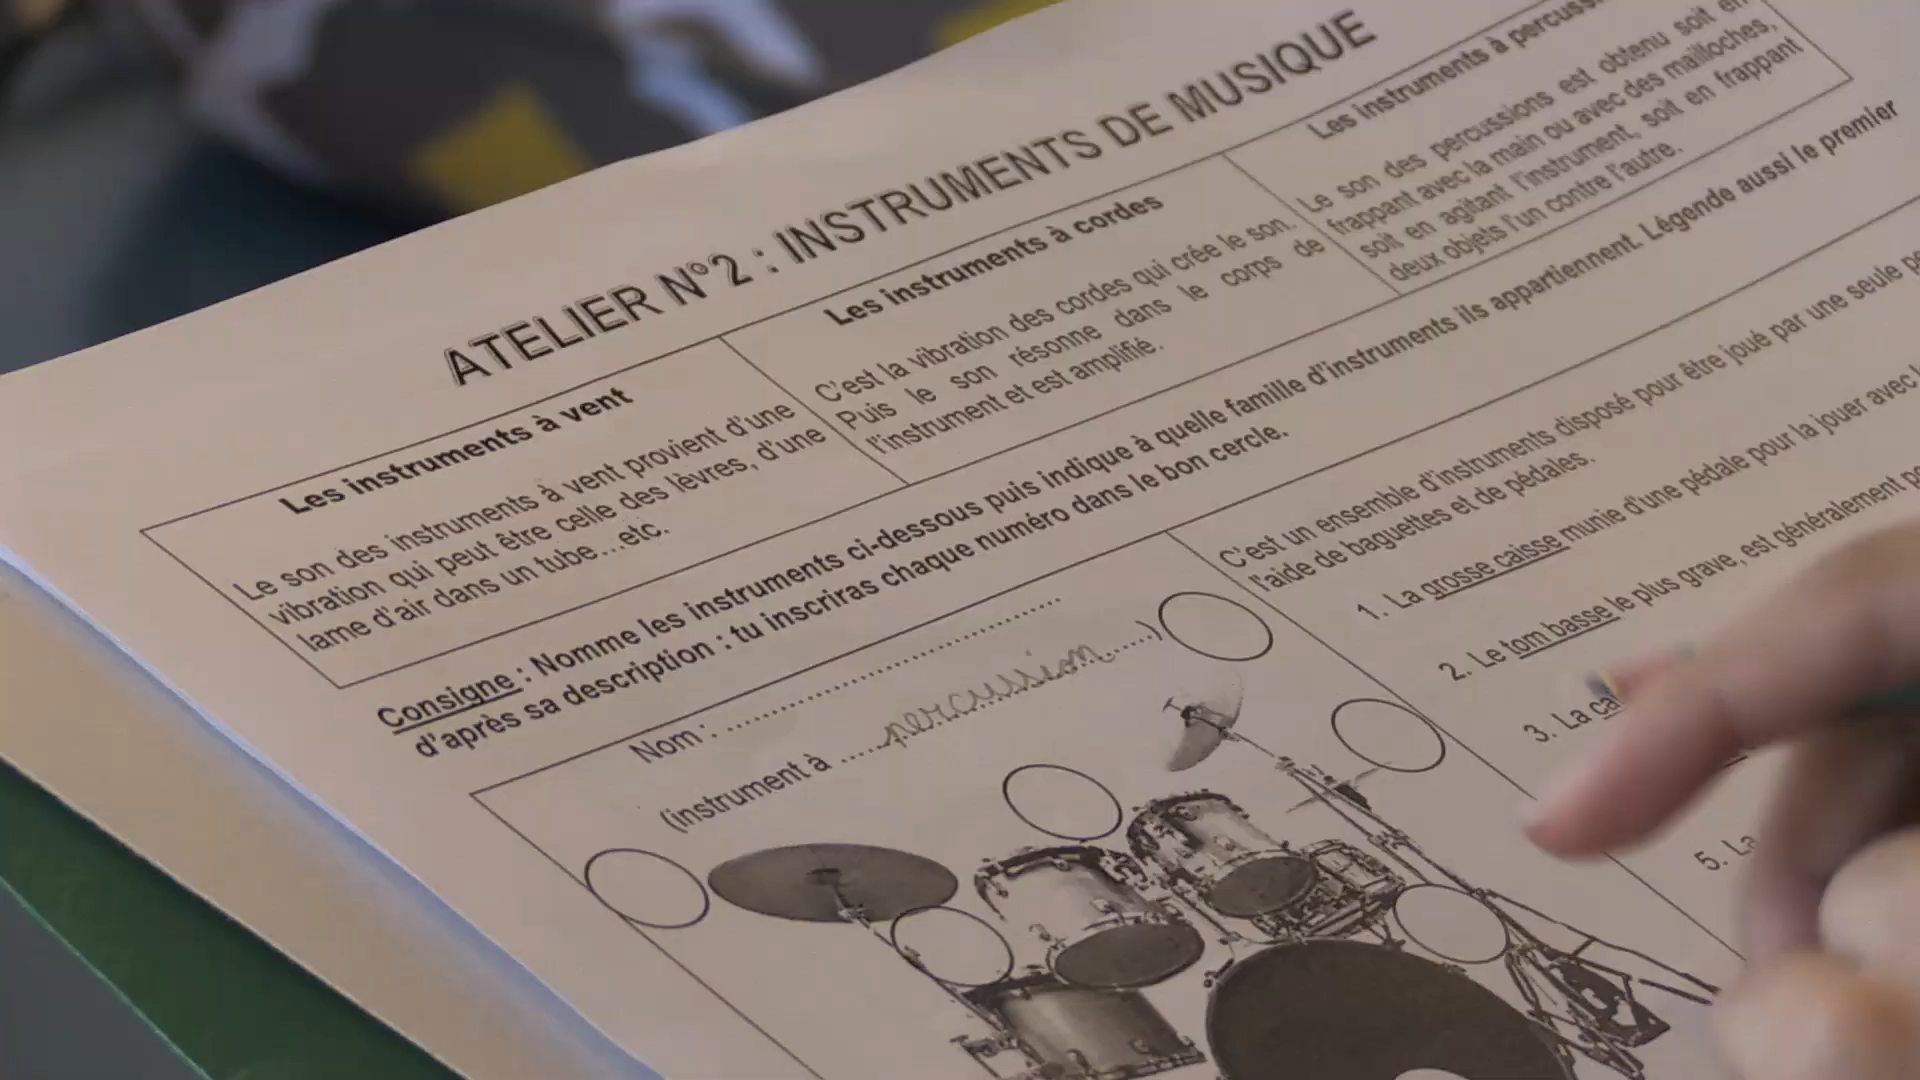 ATELIER N°2 : INSTRUMENTS DE MUSIQUE
Les instruments à vent
Le son des instruments à vent provient d'une
vibration qui peut être celle des lèvres, d'une
lame d'air dans un tube…etc.
Les instruments à cordes
C'est la vibration des cordes qui crée le son.
Puis le son résonne dans le corps de
l'instrument et est amplifié.
Les instruments à
Le son des percussions est obtenu soit en
frappant avec la main ou avec des mailloches,
soit en agitant l'instrument, soit en frappant
deux objets l'un contre l'autre.
Consigne : Nomme les instruments ci-dessous puis indique à quelle famille d'instruments ils appartiennent. Légende aussi le premier
d'après sa description : tu inscriras chaque numéro dans le bon cercle.
Nom : ..........................................
(instrument à .....percussion.....)
C'est un ensemble d'instruments disposé pour être joué par une seule
l'aide de baguettes et de pédales.
1. La grosse caisse munie d'une pédale pour la jouer avec
2. Le tom basse le plus grave, est généralement
3. La
5. La